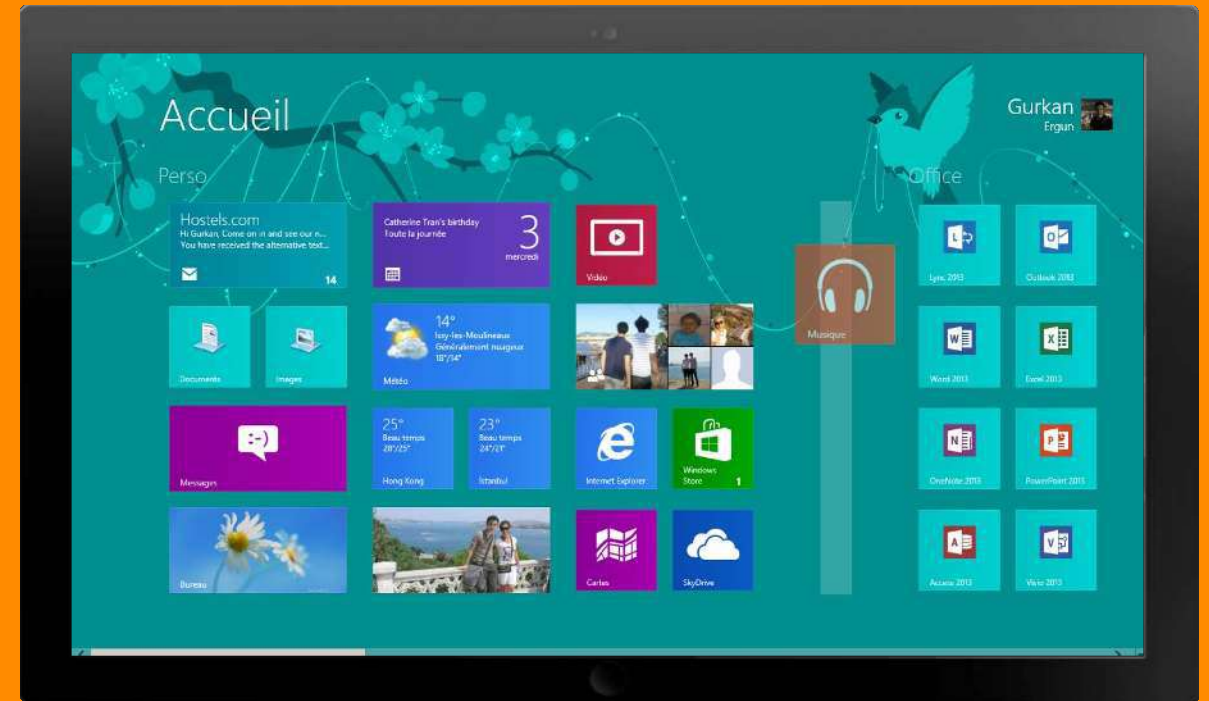 Accueil
Gurkan
Ergun
Perso
Office
Hostels.com
Hi Gurkan, Come on in and see our n...
You have received the alternative text...
14
Catherine Tran's birthday
Toute la journée
3
mercredi
Vidéo
Musique
Lync 2013
Outlook 2013
Documents
Images
14°
Issy-les-Moulineaux
Généralement nuageux
18°/14°
Météo
Word 2013
Excel 2013
Messages
25°
Beau temps
28°/25°
Hong Kong
23°
Beau temps
24°/21°
Istanbul
Internet Explorer
Windows
Store
1
OneNote 2013
PowerPoint 2013
Bureau
Cartes
SkyDrive
Access 2013
Visio 2013